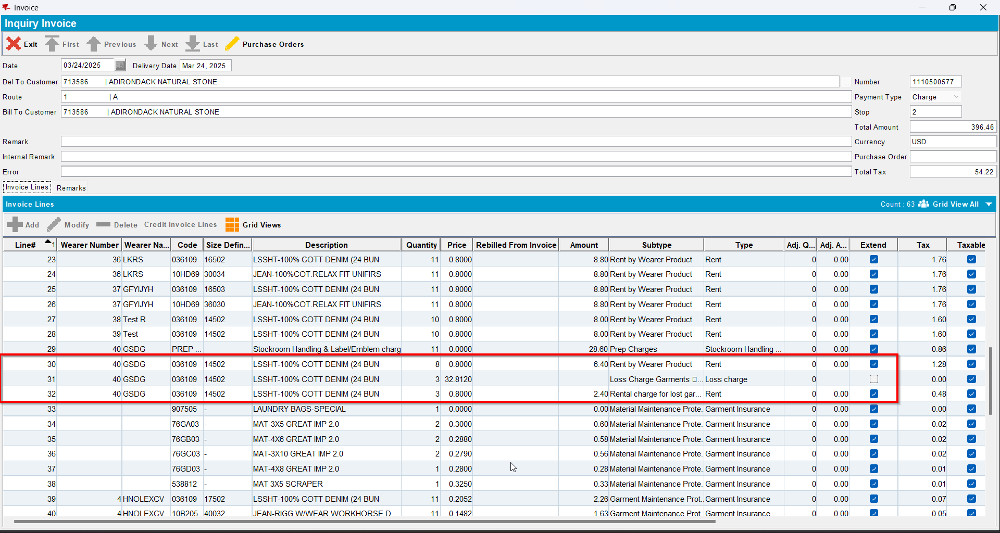 Invoice
Inquiry Invoice
Exit First Previous Next Last Purchase Orders
Date 03/24/2025 Delivery Date Mar 24, 2025
Del To Customer 713586 | ADIRONDACK NATURAL STONE ... Number 1110500577
Route 1 | A Payment Type Charge
Bill To Customer 713586 | ADIRONDACK NATURAL STONE Stop 2
Total Amount 396.46
Remark Currency USD
Internal Remark Purchase Order
Error Total Tax 54.22
Invoice Lines Remarks
Invoice Lines Count : 63 Grid View All
Add Modify Delete Credit Invoice Lines Grid Views
Line# 1 Wearer Number Wearer Na... Code Size Defin... Description Quantity Price Rebilled From Invoice Amount Subtype Type Adj. Q... Adj. A... Extend Tax Taxable
23 36 LKRS 036109 16502 LSSHT-100% COTT DENIM (24 BUN 11 0.8000 8.80 Rent by Wearer Product Rent 0 0.00 1.76
24 36 LKRS 10HD69 30034 JEAN-100%COT.RELAX FIT UNIFIRS 11 0.8000 8.80 Rent by Wearer Product Rent 0 0.00 1.76
25 37 GFYIJYH 036109 16503 LSSHT-100% COTT DENIM (24 BUN 11 0.8000 8.80 Rent by Wearer Product Rent 0 0.00 1.76
26 37 GFYIJYH 10HD69 36030 JEAN-100%COT.RELAX FIT UNIFIRS 11 0.8000 8.80 Rent by Wearer Product Rent 0 0.00 1.76
27 38 Test R 036109 14502 LSSHT-100% COTT DENIM (24 BUN 10 0.8000 8.00 Rent by Wearer Product Rent 0 0.00 1.60
28 39 Test 036109 14502 LSSHT-100% COTT DENIM (24 BUN 10 0.8000 8.00 Rent by Wearer Product Rent 0 0.00 1.60
29 40 GSDG PREP ... Stockroom Handling & Label/Emblem charg 11 0.0000 28.60 Prep Charges Stockroom Handling ... 0 0.00 0.86
30 40 GSDG 036109 14502 LSSHT-100% COTT DENIM (24 BUN 8 0.8000 6.40 Rent by Wearer Product Rent 0 0.00 1.28
31 40 GSDG 036109 14502 LSSHT-100% COTT DENIM (24 BUN 3 32.8120 Loss Charge Garments ▯... Loss charge 0 0.00
32 40 GSDG 036109 14502 LSSHT-100% COTT DENIM (24 BUN 3 0.8000 2.40 Rental charge for lost gar... Rent 0 0.00 0.48
33 907505 - LAUNDRY BAGS-SPECIAL 1 0.0000 0.00 Material Maintenance Prote. Garment Insurance 0 0.00 0.00
34 76GA03 - MAT-3X5 GREAT IMP 2.0 2 0.3000 0.60 Material Maintenance Prote. Garment Insurance 0 0.00 0.02
35 76GB03 - MAT-4X6 GREAT IMP 2.0 2 0.2880 0.58 Material Maintenance Prote. Garment Insurance 0 0.00 0.02
36 76GC03 - MAT-3X10 GREAT IMP 2.0 2 0.2790 0.56 Material Maintenance Prote. Garment Insurance 0 0.00 0.02
37 76GD03 - MAT-4X8 GREAT IMP 2.0 1 0.2800 0.28 Material Maintenance Prote. Garment Insurance 0 0.00 0.01
38 538812 - MAT 3X5 SCRAPER 1 0.3250 0.33 Material Maintenance Prote. Garment Insurance 0 0.00 0.01
39 4 HNOLEXCV 036109 17502 LSSHT-100% COTT DENIM (24 BUN 11 0.2052 2.26 Garment Maintenance Prot.. Garment Insurance 0 0.00 0.07
40 4 HNOLEXCV 10B205 40032 JEAN-RIGG W/WEAR WORKHORSE D 11 0.1482 1.63 Garment Maintenance Prot Garment Insurance 0 0.00 0.05